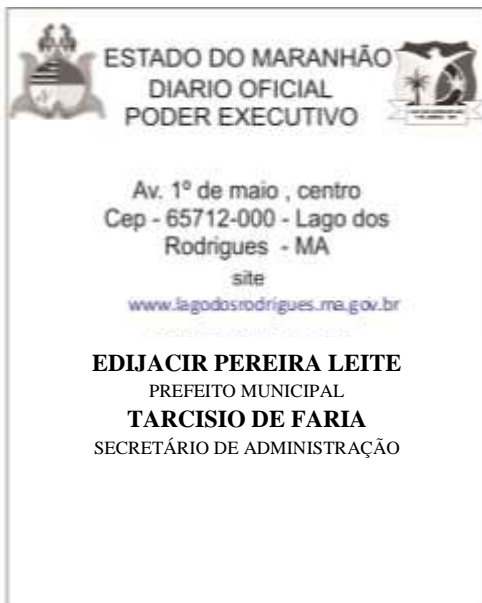 ESTADO DO MARANHÃO
DIARIO OFICIAL
PODER EXECUTIVO
Av. 1º de maio , centro
Cep - 65712-000 - Lago dos
Rodrigues - MA
site
www.lagodosrodrigues.ma.gov.br
EDIJACIR PEREIRA LEITE
PREFEITO MUNICIPAL
TARCISIO DE FARIA
SECRETÁRIO DE ADMINISTRAÇÃO